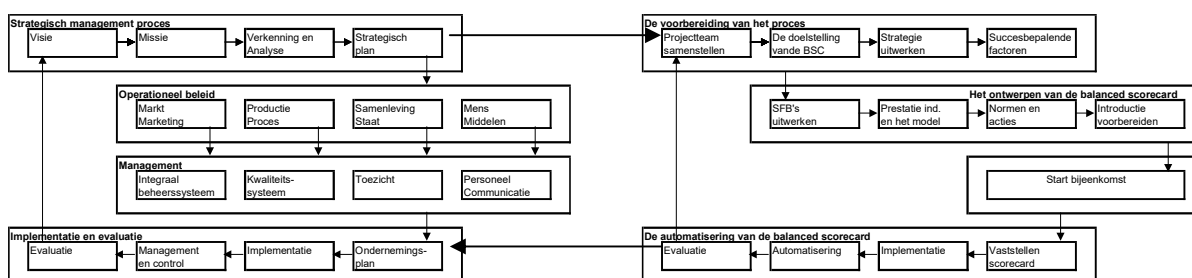 Strategisch management proces
Visie
Missie
Verkenning en
Analyse
Strategisch
plan
Operationeel beleid
Markt
Marketing
Productie
Proces
Samenleving
Staat
Mens
Middelen
Management
Integraal
beheerssysteem
Kwaliteits-
systeem
Toezicht
Personeel
Communicatie
Implementatie en evaluatie
Evaluatie
Management
en control
Implementatie
Ondernemings-
plan
De voorbereiding van het proces
Projectteam
samenstellen
De doelstelling
vande BSC
Strategie
uitwerken
Succesbepalende
factoren
Het ontwerpen van de balanced scorecard
SFB's
uitwerken
Prestatie ind.
en het model
Normen en
acties
Introductie
voorbereiden
Start bijeenkomst
De automatisering van de balanced scorecard
Evaluatie
Automatisering
Implementatie
Vaststellen
scorecard